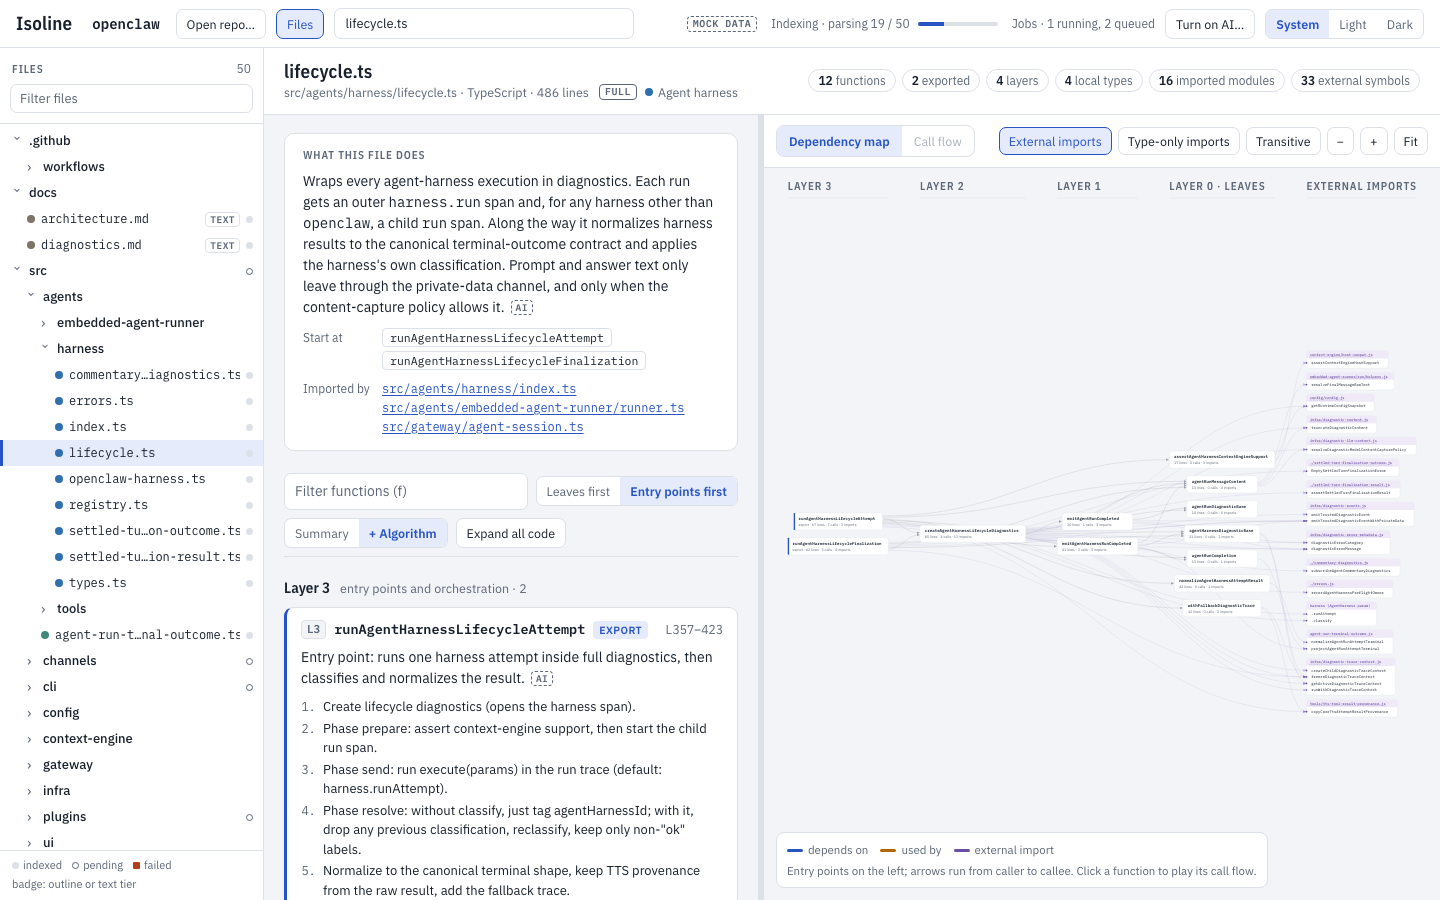 Isoline openclaw Open repo... Files lifecycle.ts MOCK DATA Indexing · parsing 19 / 50 Jobs · 1 running, 2 queued Turn on AI... System Light Dark
FILES 50
Filter files
.github
workflows
docs
architecture.md TEXT
diagnostics.md TEXT
src
agents
embedded-agent-runner
harness
commentary…iagnostics.ts
errors.ts
index.ts
lifecycle.ts
openclaw-harness.ts
registry.ts
settled-tu…on-outcome.ts
settled-tu…ion-result.ts
types.ts
tools
agent-run-t…nal-outcome.ts
channels
cli
config
context-engine
gateway
infra
plugins
ui
indexed pending failed
badge: outline or text tier
lifecycle.ts
src/agents/harness/lifecycle.ts · TypeScript · 486 lines FULL Agent harness
12 functions 2 exported 4 layers 4 local types 16 imported modules 33 external symbols
WHAT THIS FILE DOES
Wraps every agent-harness execution in diagnostics. Each run
gets an outer harness.run span and, for any harness other than
openclaw, a child run span. Along the way it normalizes harness
results to the canonical terminal-outcome contract and applies
the harness's own classification. Prompt and answer text only
leave through the private-data channel, and only when the
content-capture policy allows it. AI
Start at runAgentHarnessLifecycleAttempt
runAgentHarnessLifecycleFinalization
Imported by src/agents/harness/index.ts
src/agents/embedded-agent-runner/runner.ts
src/gateway/agent-session.ts
Filter functions (f) Leaves first Entry points first
Summary + Algorithm Expand all code
Layer 3 entry points and orchestration · 2
L3 runAgentHarnessLifecycleAttempt EXPORT L357–423
Entry point: runs one harness attempt inside full diagnostics, then
classifies and normalizes the result. AI
1. Create lifecycle diagnostics (opens the harness span).
2. Phase prepare: assert context-engine support, then start the child
run span.
3. Phase send: run execute(params) in the run trace (default:
harness.runAttempt).
4. Phase resolve: without classify, just tag agentHarnessId; with it,
drop any previous classification, reclassify, keep only non-"ok"
labels.
5. Normalize to the canonical terminal shape, keep TTS provenance
from the raw result, add the fallback trace.
Dependency map Call flow External imports Type-only imports Transitive − + Fit
LAYER 3 LAYER 2 LAYER 1 LAYER 0 · LEAVES EXTERNAL IMPORTS
runAgentHarnessLifecycleAttempt
runAgentHarnessLifecycleFinalization
createAgentHarnessLifecycleDiagnostics
emitAgentRunCompleted
emitAgentHarnessRunCompleted
assertAgentHarnessContextEngineSupport
agentRunMessageContent
agentRunDiagnosticBase
agentHarnessDiagnosticBase
agentRunCompletion
normalizeAgentHarnessAttemptResult
withFallbackDiagnosticTrace
depends on used by external import
Entry points on the left; arrows run from caller to callee. Click a function to play its call flow.